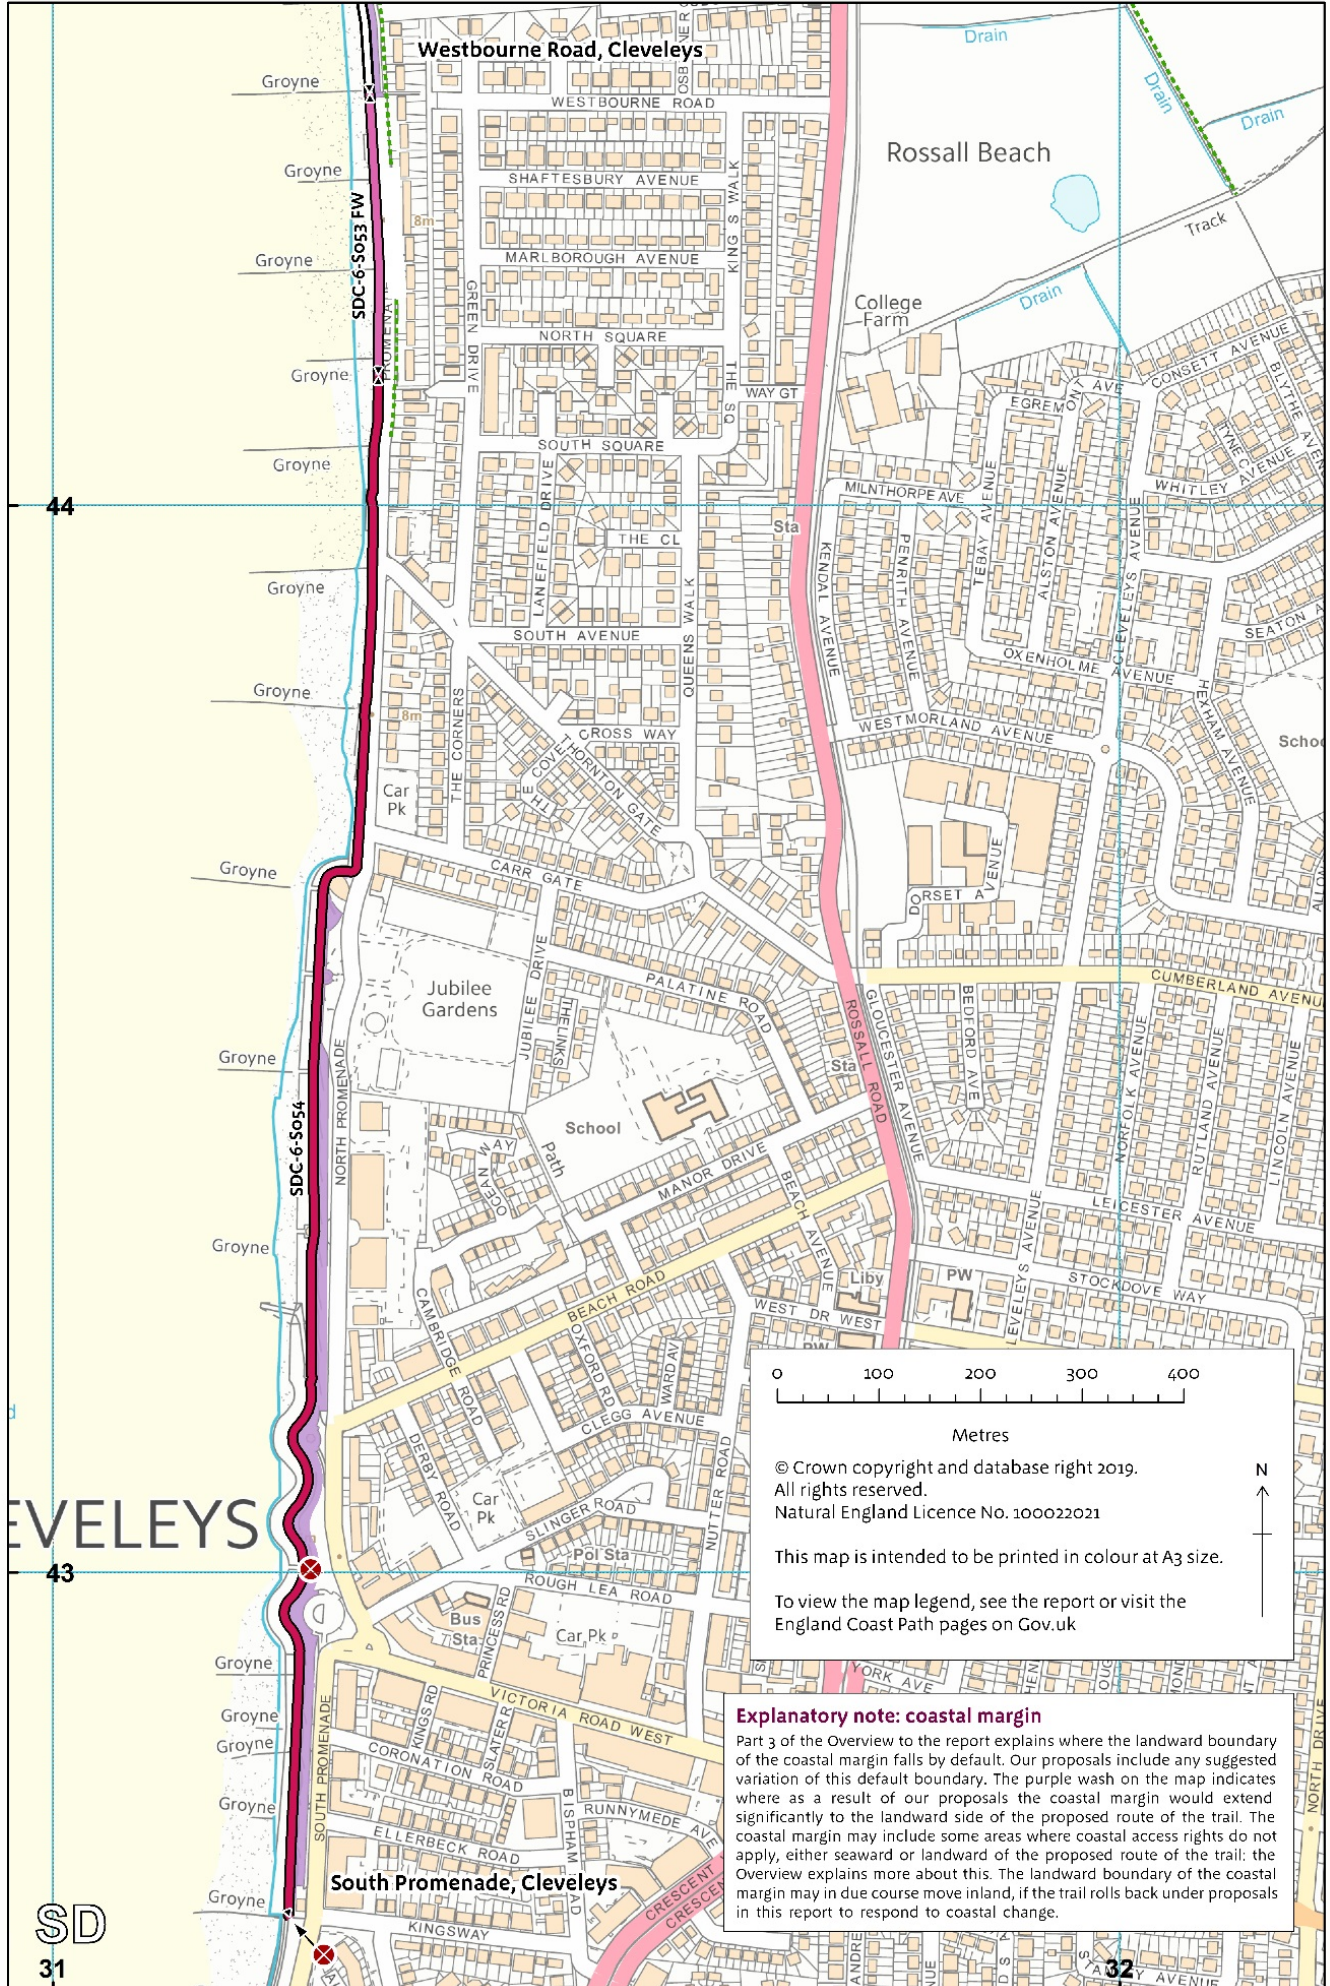 Westbourne Road, Cleveleys
Drain
Drain
Drain
Groyne
WESTBOURNE ROAD
Rossall Beach
Groyne
SHAFTESBURY AVENUE
KING'S WALK
SDC-6-S053 FW
8m
Track
Groyne
MARLBOROUGH AVENUE
GREEN DRIVE
College
Farm
Drain
NORTH SQUARE
CONSETT AVENUE
Groyne
THE SQ
WAY GT
EGREMONT AVE
SOUTH SQUARE
Groyne
WHITLEY AVENUE
MILNTHORPE AVE
44
Sta
LANEFIELD DRIVE
THE CL
KENDAL AVENUE
PENRITH AVENUE
TEBAY AVENUE
ALSTON AVENUE
CLEVELEYS AVENUE
Groyne
SOUTH AVENUE
QUEENS WALK
SEATON A
OXENHOLME AVENUE
Groyne
8m
THE CORNERS
CROSS WAY
WESTMORLAND AVENUE
HEXHAM AVENUE
Schoo
THE COVE
THORNTON GATE
Car
Pk
Groyne
CARR GATE
DORSET AVENUE
Jubilee
Gardens
JUBILEE DRIVE
THE LINKS
PALATINE ROAD
CUMBERLAND AVENUE
ROSSALL ROAD
GLOUCESTER AVENUE
BEDFORD AVE
Groyne
NORTH PROMENADE
Sta
NORFOLK AVENUE
RUTLAND AVENUE
LINCOLN AVENUE
SDC-6-S054
School
OCEAN WAY
Path
MANOR DRIVE
BEACH AVENUE
LEICESTER AVENUE
Groyne
Liby
PW
STOCKDOVE WAY
BEACH ROAD
WEST DR WEST
CAMBRIDGE ROAD
OXFORD RD
WARD AV
PW
CLEGG AVENUE
DERBY ROAD
NUTTER ROAD
Car
Pk
SLINGER ROAD
EVELEYS
Pol Sta
43
ROUGH LEA ROAD
Bus
Sta
PRINCESS RD
Car Pk
0 100 200 300 400
Metres
© Crown copyright and database right 2019.
All rights reserved.
Natural England Licence No. 100022021
N
This map is intended to be printed in colour at A3 size.
To view the map legend, see the report or visit the
England Coast Path pages on Gov.uk
Groyne
YORK AVE
VICTORIA ROAD WEST
Groyne
Groyne
SOUTH PROMENADE
KINGS RD
SLATER R
CORONATION ROAD
Groyne
BISPHAM ROAD
RUNNYMEDE AVE
NORTH DRIVE
ELLERBECK ROAD
South Promenade, Cleveleys
Groyne
CRESCENT
CRESCEN
KINGSWAY
Explanatory note: coastal margin
Part 3 of the Overview to the report explains where the landward boundary
of the coastal margin falls by default. Our proposals include any suggested
variation of this default boundary. The purple wash on the map indicates
where as a result of our proposals the coastal margin would extend
significantly to the landward side of the proposed route of the trail. The
coastal margin may include some areas where coastal access rights do not
apply, either seaward or landward of the proposed route of the trail: the
Overview explains more about this. The landward boundary of the coastal
margin may in due course move inland, if the trail rolls back under proposals
in this report to respond to coastal change.
SD
31
32